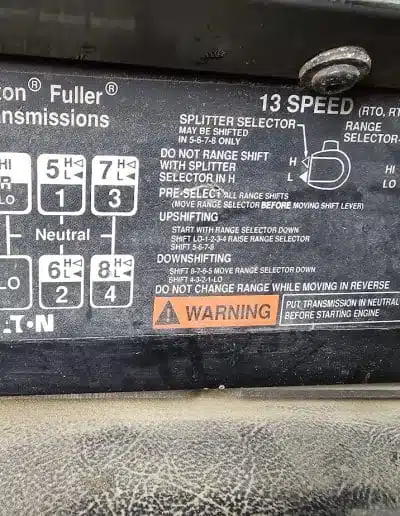 ton® Fuller®
ansmissions
13 SPEED (RTO, RT
SPLITTER SELECTOR
MAY BE SHIFTED
IN 5-6-7-8 ONLY
RANGE
SELECTOR
DO NOT RANGE SHIFT
WITH SPLITTER
SELECTOR IN H
H
L
HI
LO
PRE-SELECT ALL RANGE SHIFTS
(MOVE RANGE SELECTOR BEFORE MOVING SHIFT LEVER)
UPSHIFTING
START WITH RANGE SELECTOR DOWN
SHIFT LO-1-2-3-4 RAISE RANGE SELECTOR
SHIFT 5-6-7-8
DOWNSHIFTING
SHIFT 8-7-6-5 MOVE RANGE SELECTOR DOWN
SHIFT 4-3-2-1-LO
DO NOT CHANGE RANGE WHILE MOVING IN REVERSE
WARNING
PUT TRANSMISSION IN NEUTRAL
BEFORE STARTING ENGINE
HI
R
LO
5 H L
1
7 H L
3
Neutral
LO
6 H L
2
8 H L
4
T•N